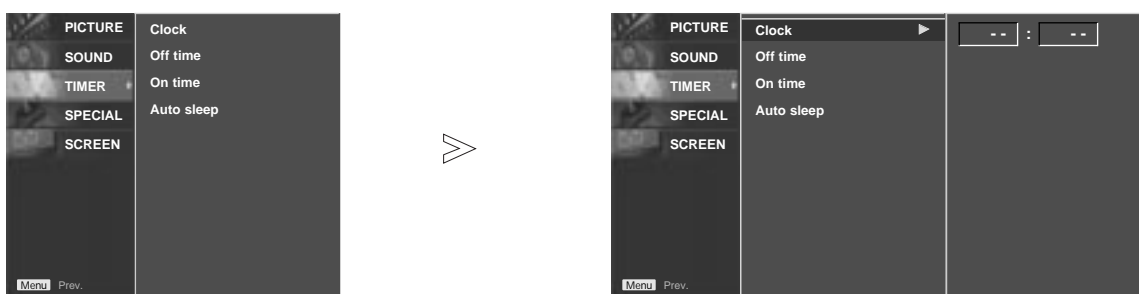 PICTURE
SOUND
TIMER
SPECIAL
SCREEN
Clock
Off time
On time
Auto sleep
Menu Prev.
PICTURE
SOUND
TIMER
SPECIAL
SCREEN
Clock
Off time
On time
Auto sleep
-- : --
Menu Prev.